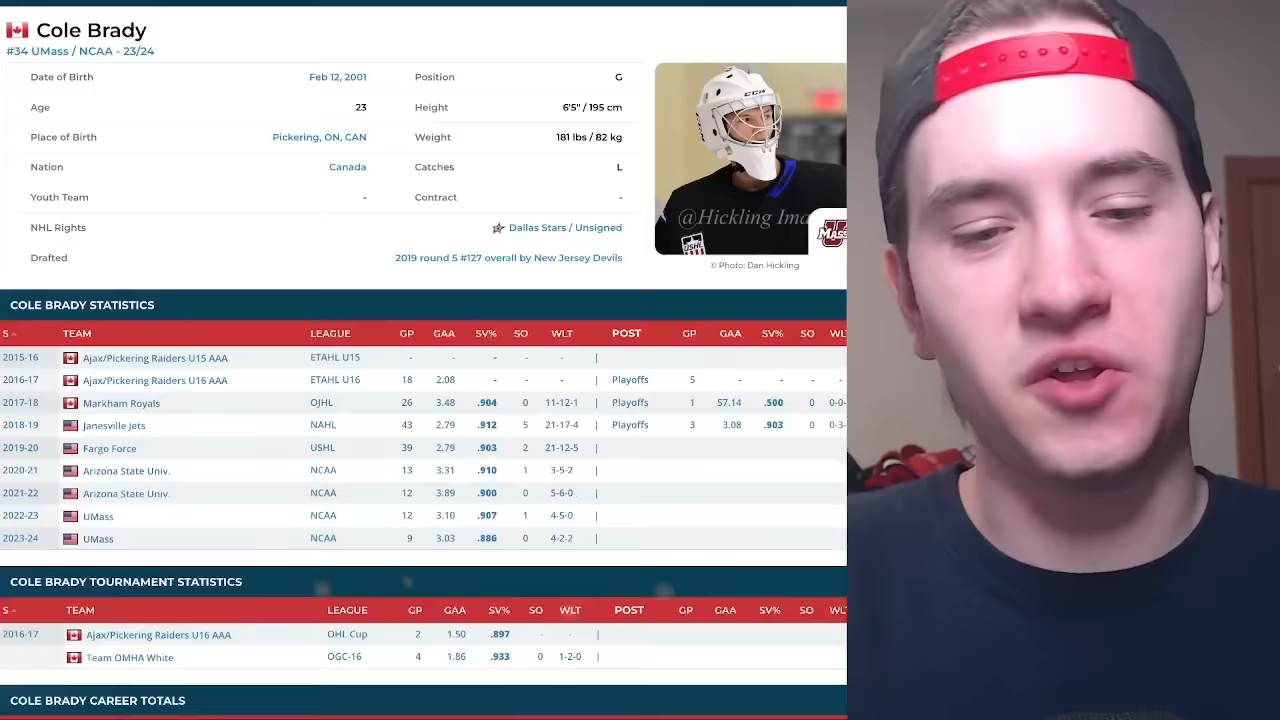 Cole Brady
#34 UMass / NCAA - 23/24
Date of Birth Feb 12, 2001 Position G
Age 23 Height 6'5" / 195 cm
Place of Birth Pickering, ON, CAN Weight 181 lbs / 82 kg
Nation Canada Catches L
Youth Team - Contract -
NHL Rights Dallas Stars / Unsigned
Drafted 2019 round 5 #127 overall by New Jersey Devils
CCM
@Hickling Ima
USHL
MASS
© Photo: Dan Hickling
COLE BRADY STATISTICS
S TEAM LEAGUE GP GAA SV% SO WLT POST GP GAA SV% SO WL
2015-16 Ajax/Pickering Raiders U15 AAA ETAHL U15 - - - - - |
2016-17 Ajax/Pickering Raiders U16 AAA ETAHL U16 18 2.08 - - - | Playoffs 5 - - - -
2017-18 Markham Royals OJHL 26 3.48 .904 0 11-12-1 | Playoffs 1 57.14 .500 0 0-0-
2018-19 Janesville Jets NAHL 43 2.79 .912 5 21-17-4 | Playoffs 3 3.08 .903 0 0-3-
2019-20 Fargo Force USHL 39 2.79 .903 2 21-12-5 |
2020-21 Arizona State Univ. NCAA 13 3.31 .910 1 3-5-2 |
2021-22 Arizona State Univ. NCAA 12 3.89 .900 0 5-6-0 |
2022-23 UMass NCAA 12 3.10 .907 1 4-5-0 |
2023-24 UMass NCAA 9 3.03 .886 0 4-2-2 |
COLE BRADY TOURNAMENT STATISTICS
S TEAM LEAGUE GP GAA SV% SO WLT POST GP GAA SV% SO WL
2016-17 Ajax/Pickering Raiders U16 AAA OHL Cup 2 1.50 .897 - - |
Team OMHA White OGC-16 4 1.86 .933 0 1-2-0 |
COLE BRADY CAREER TOTALS